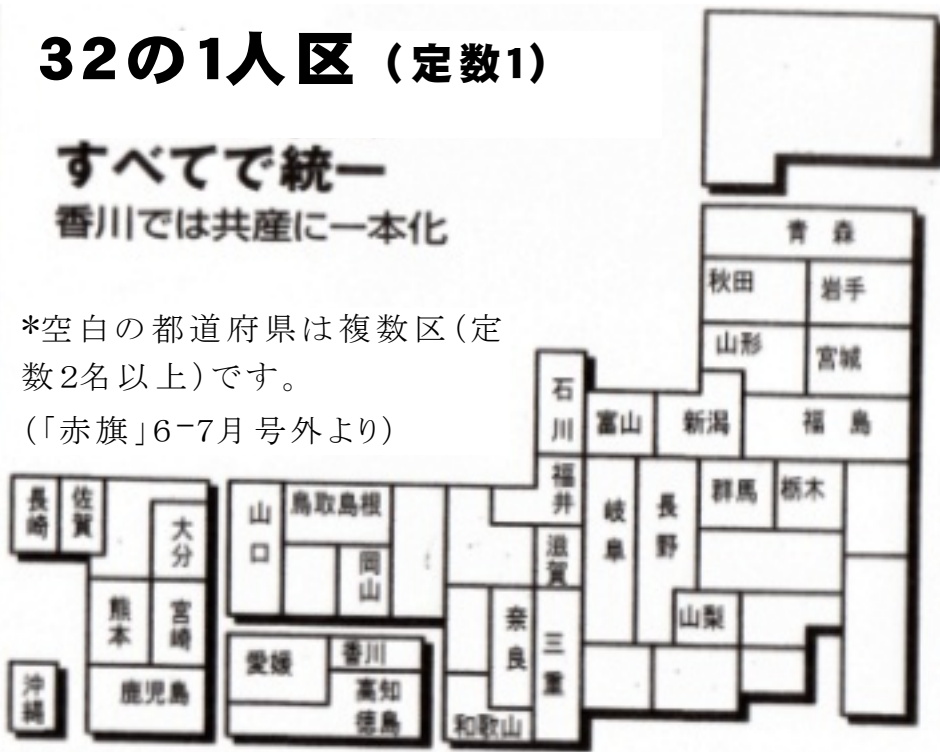 32の1人区（定数1）
すべてで統一
香川では共産に一本化
*空白の都道府県は複数区（定
数2名以上）です。
（「赤旗」6-7月号外より）
青森
秋田
岩手
山形
宮城
石川
富山
新潟
福島
福井
岐阜
長野
群馬
栃木
長崎
佐賀
大分
山口
鳥取島根
岡山
滋賀
熊本
宮崎
奈良
三重
山梨
愛媛
香川
沖縄
鹿児島
高知
徳島
和歌山